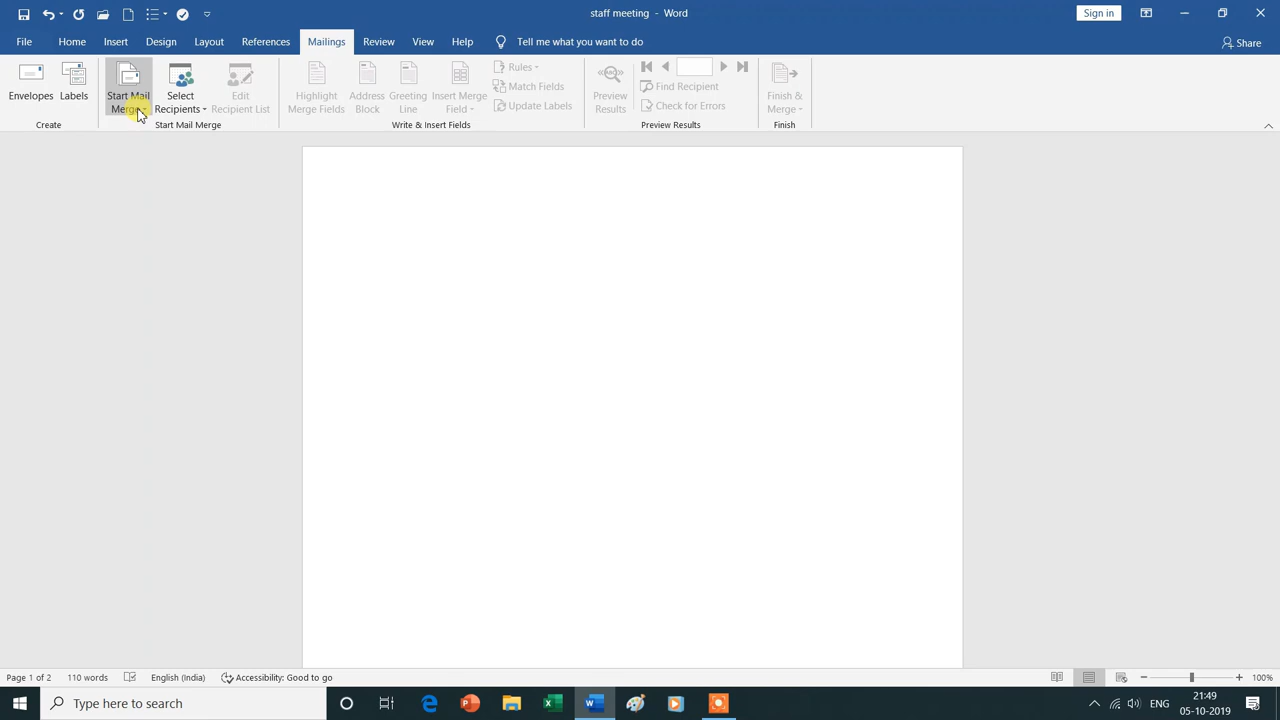 staff meeting - Word
Sign in
File Home Insert Design Layout References Mailings Review View Help Tell me what you want to do Share
Envelopes Labels
Create
Start Mail Merge
Select Recipients
Edit Recipient List
Start Mail Merge
Highlight Merge Fields
Address Block
Greeting Line
Insert Merge Field
Rules
Match Fields
Update Labels
Write & Insert Fields
ABC
Preview Results
Find Recipient
Check for Errors
Preview Results
Finish & Merge
Finish
Page 1 of 2 110 words English (India) Accessibility: Good to go 100%
Type here to search
ENG
21:49
05-10-2019